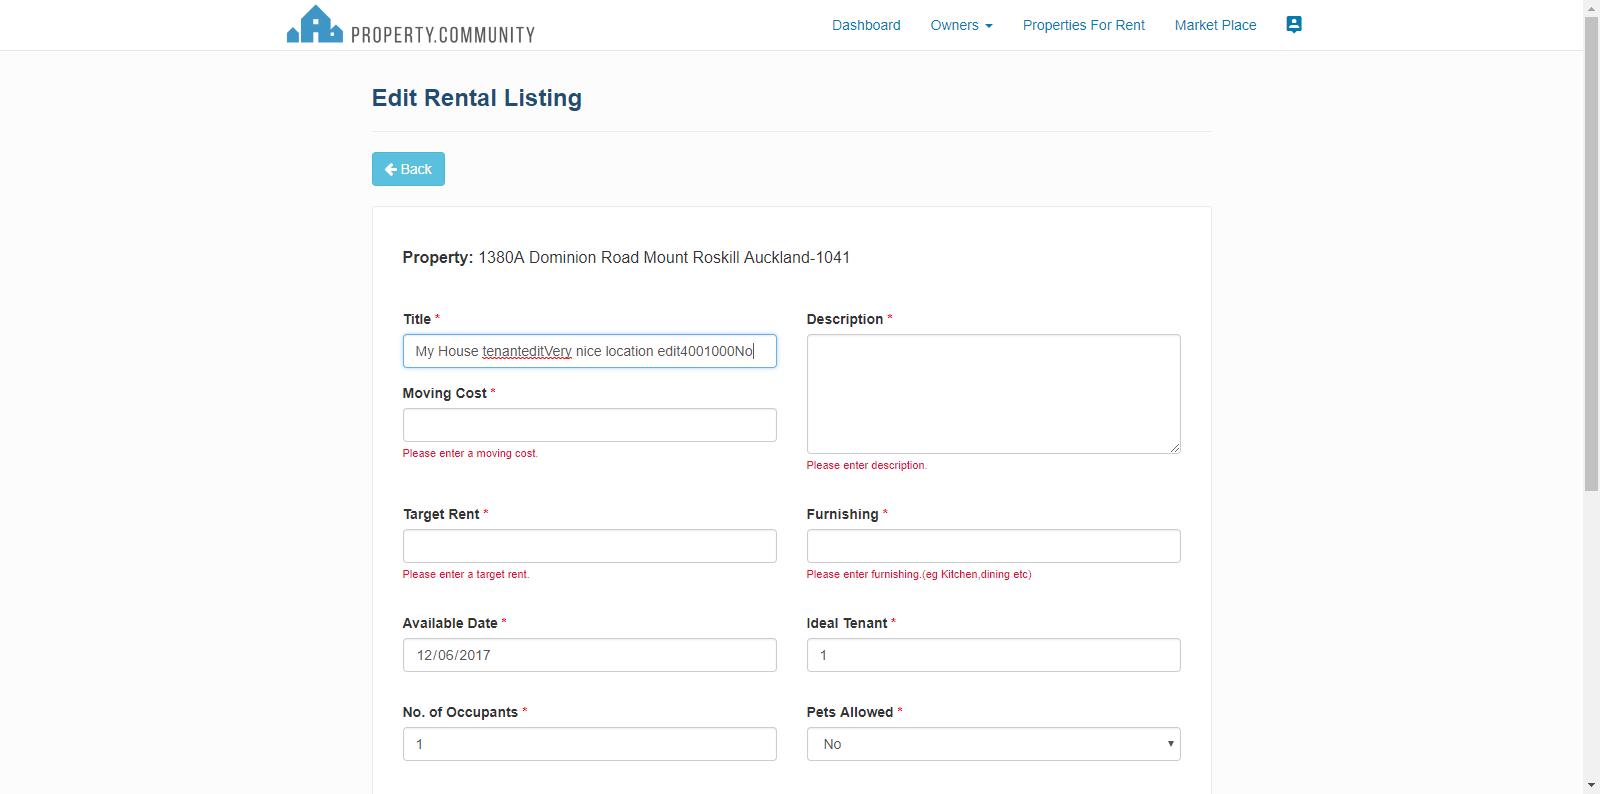 PROPERTY.COMMUNITY
Dashboard Owners Properties For Rent Market Place
Edit Rental Listing
Back
Property: 1380A Dominion Road Mount Roskill Auckland-1041
Title *
My House tenanteditVery nice location edit4001000No
Description *
Please enter description.
Moving Cost *
Please enter a moving cost.
Target Rent *
Please enter a target rent.
Furnishing *
Please enter furnishing.(eg Kitchen,dining etc)
Available Date *
12/06/2017
Ideal Tenant *
1
No. of Occupants *
1
Pets Allowed *
No